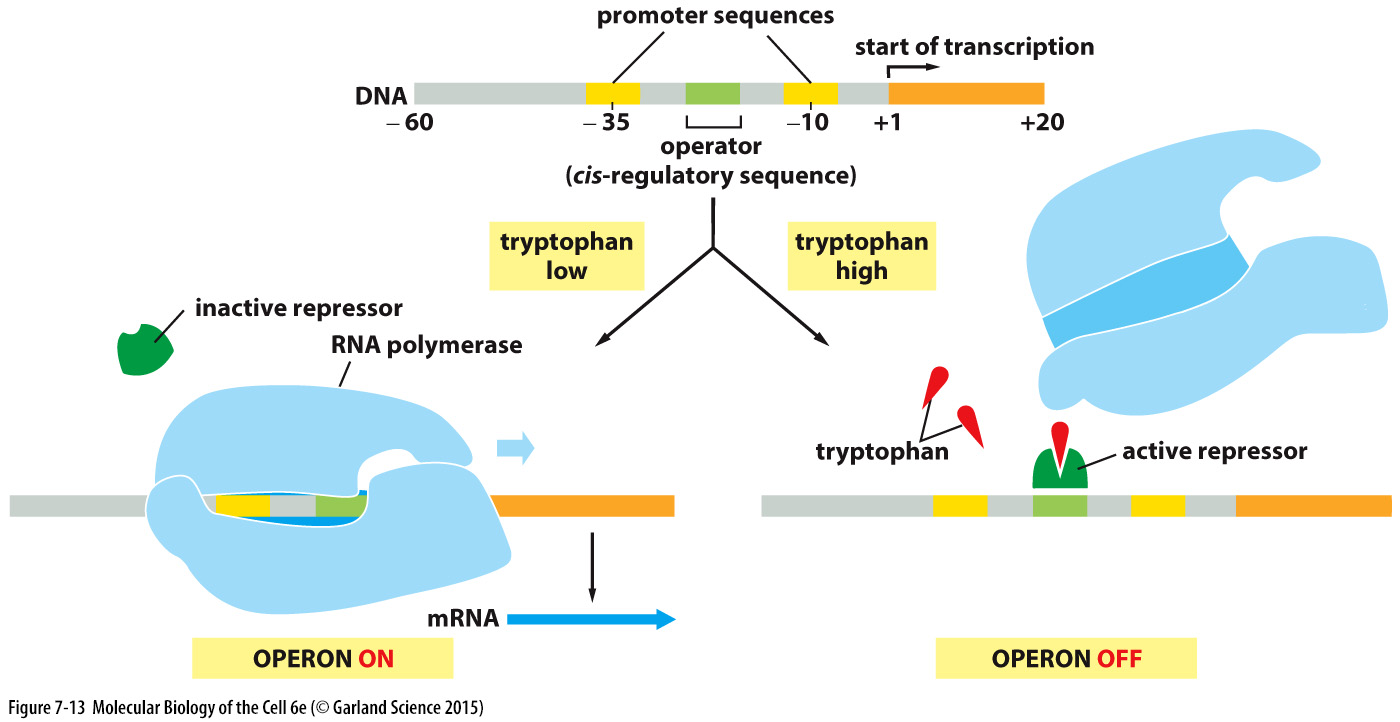 promoter sequences
start of transcription
DNA
– 60
– 35
–10
+1
+20
operator
(cis-regulatory sequence)
tryptophan
low
tryptophan
high
inactive repressor
RNA polymerase
tryptophan
active repressor
mRNA
OPERON ON
OPERON OFF
Figure 7-13 Molecular Biology of the Cell 6e (© Garland Science 2015)